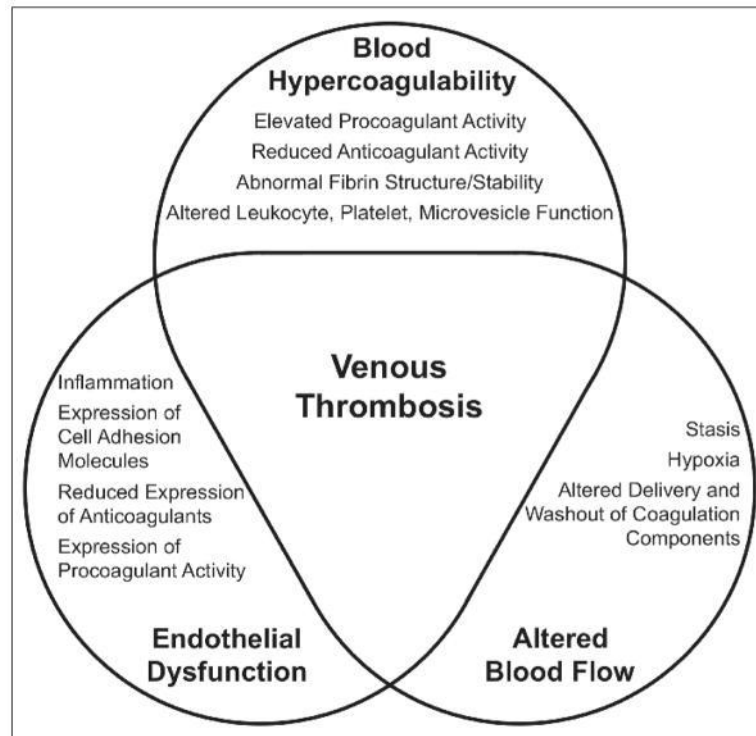 Blood
Hypercoagulability
Elevated Procoagulant Activity
Reduced Anticoagulant Activity
Abnormal Fibrin Structure/Stability
Altered Leukocyte, Platelet, Microvesicle Function
Venous
Thrombosis
Inflammation
Expression of
Cell Adhesion
Molecules
Reduced Expression
of Anticoagulants
Expression of
Procoagulant Activity
Endothelial
Dysfunction
Stasis
Hypoxia
Altered Delivery and
Washout of Coagulation
Components
Altered
Blood Flow